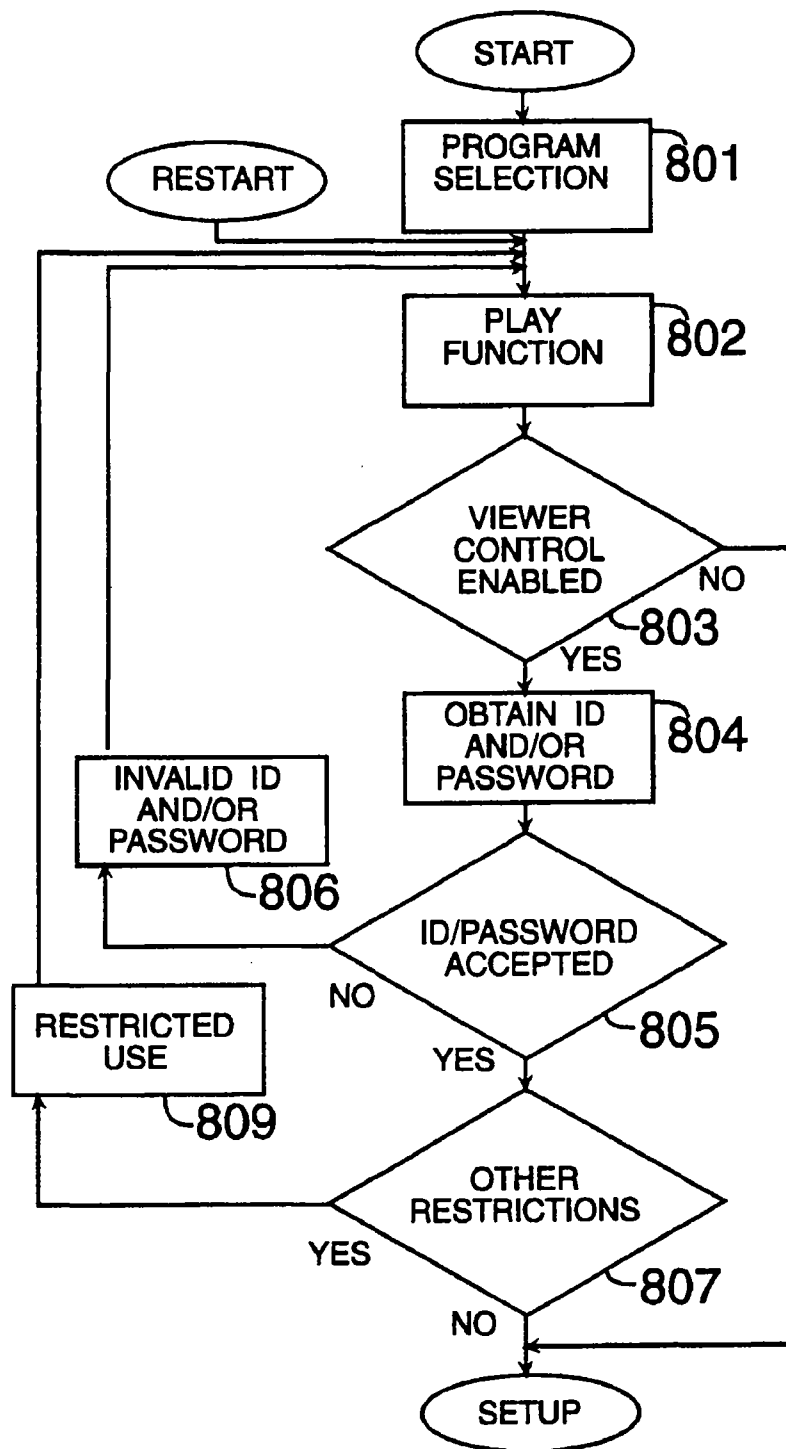 START
PROGRAM
SELECTION
801
RESTART
PLAY
FUNCTION
802
VIEWER
CONTROL
ENABLED
NO
803
YES
OBTAIN ID
AND/OR
PASSWORD
804
INVALID ID
AND/OR
PASSWORD
806
ID/PASSWORD
ACCEPTED
NO
805
YES
RESTRICTED
USE
809
OTHER
RESTRICTIONS
YES
807
NO
SETUP